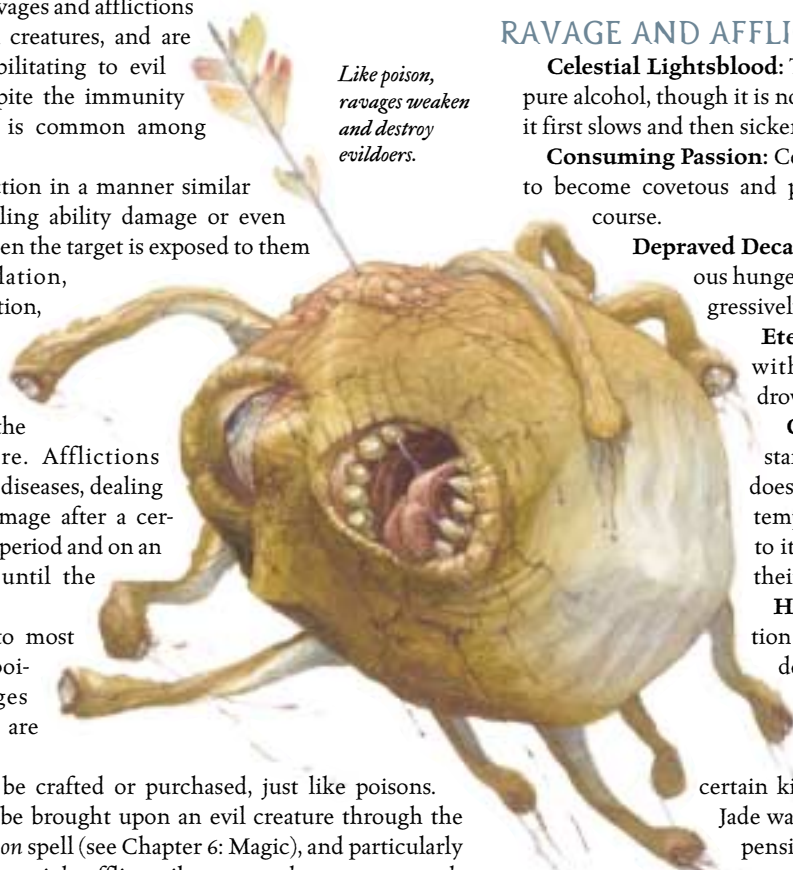 vages and afflictions
creatures, and are
bilitating to evil
pite the immunity
is common among
ction in a manner similar
ling ability damage or even
en the target is exposed to them
lation,
tion,
the
re. Afflictions
diseases, dealing
mage after a cer-
period and on an
until the
to most
poi-
ges
are
be crafted or purchased, just like poisons.
be brought upon an evil creature through the
on spell (see Chapter 6: Magic), and particularly
Like poison,
ravages weaken
and destroy
evildoers.
RAVAGE AND AFFLI
Celestial Lightsblood: T
pure alcohol, though it is no
it first slows and then sicken
Consuming Passion: Co
to become covetous and p
course.
Depraved Deca
ous hunge
gressivel
Ete
with
drov
star
does
temp
to it
thei
H
tion
de
certain ki
Jade wa
pensi